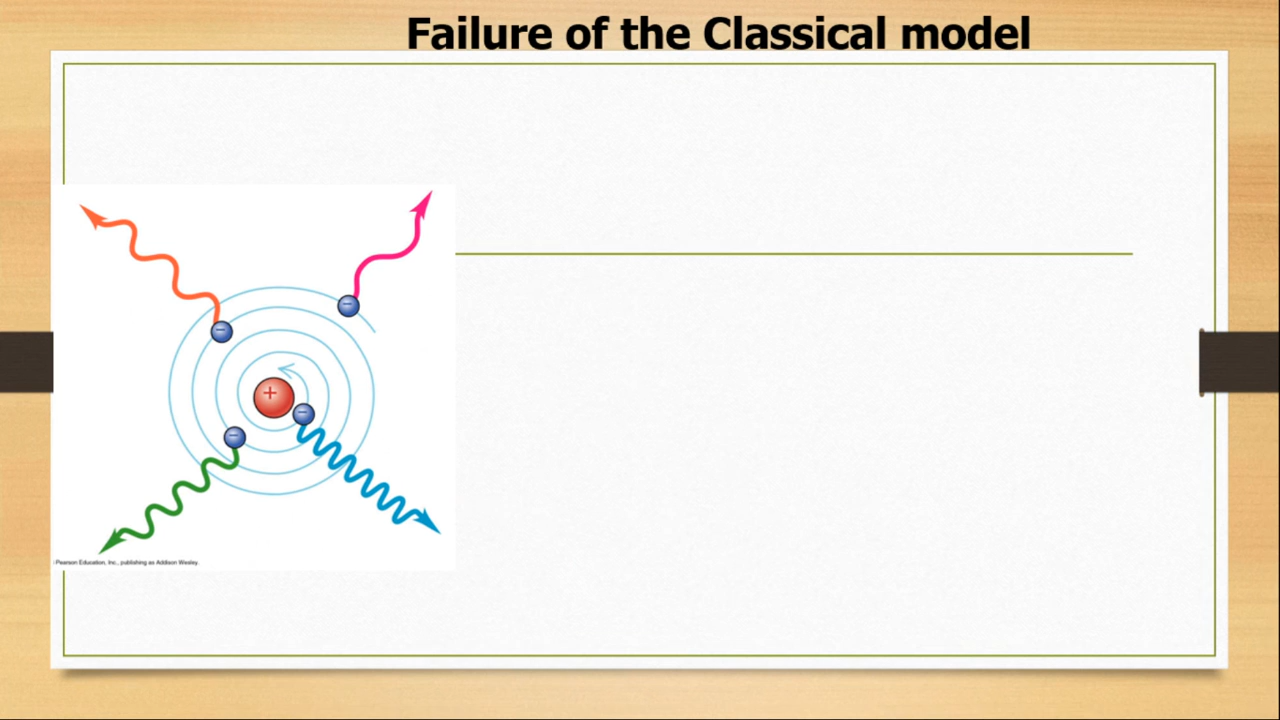 Failure of the Classical model
+
−
−
−
−
Pearson Education, Inc., publishing as Addison Wesley.